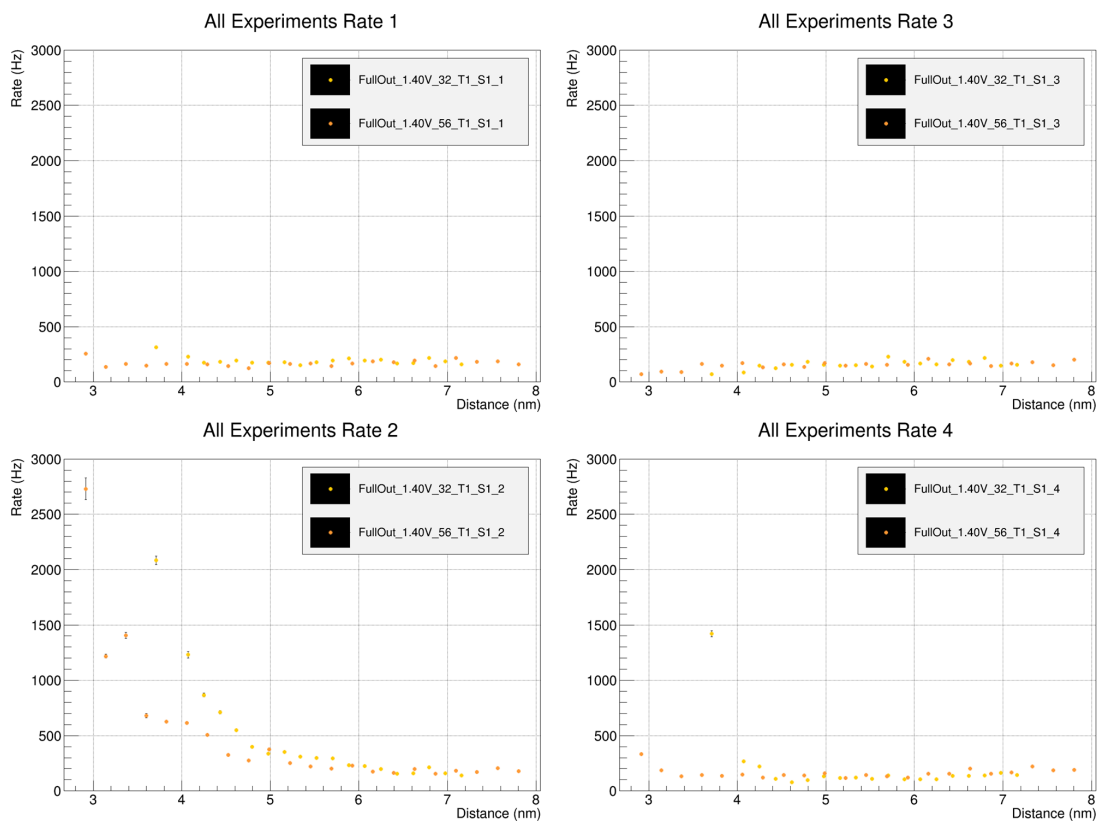 All Experiments Rate 1
Rate (Hz)
3000
2500
2000
1500
1000
500
0
3 4 5 6 7 8
Distance (nm)
FullOut_1.40V_32_T1_S1_1
FullOut_1.40V_56_T1_S1_1
All Experiments Rate 3
Rate (Hz)
3000
2500
2000
1500
1000
500
0
3 4 5 6 7 8
Distance (nm)
FullOut_1.40V_32_T1_S1_3
FullOut_1.40V_56_T1_S1_3
All Experiments Rate 2
Rate (Hz)
3000
2500
2000
1500
1000
500
0
3 4 5 6 7 8
Distance (nm)
FullOut_1.40V_32_T1_S1_2
FullOut_1.40V_56_T1_S1_2
All Experiments Rate 4
Rate (Hz)
3000
2500
2000
1500
1000
500
0
3 4 5 6 7 8
Distance (nm)
FullOut_1.40V_32_T1_S1_4
FullOut_1.40V_56_T1_S1_4